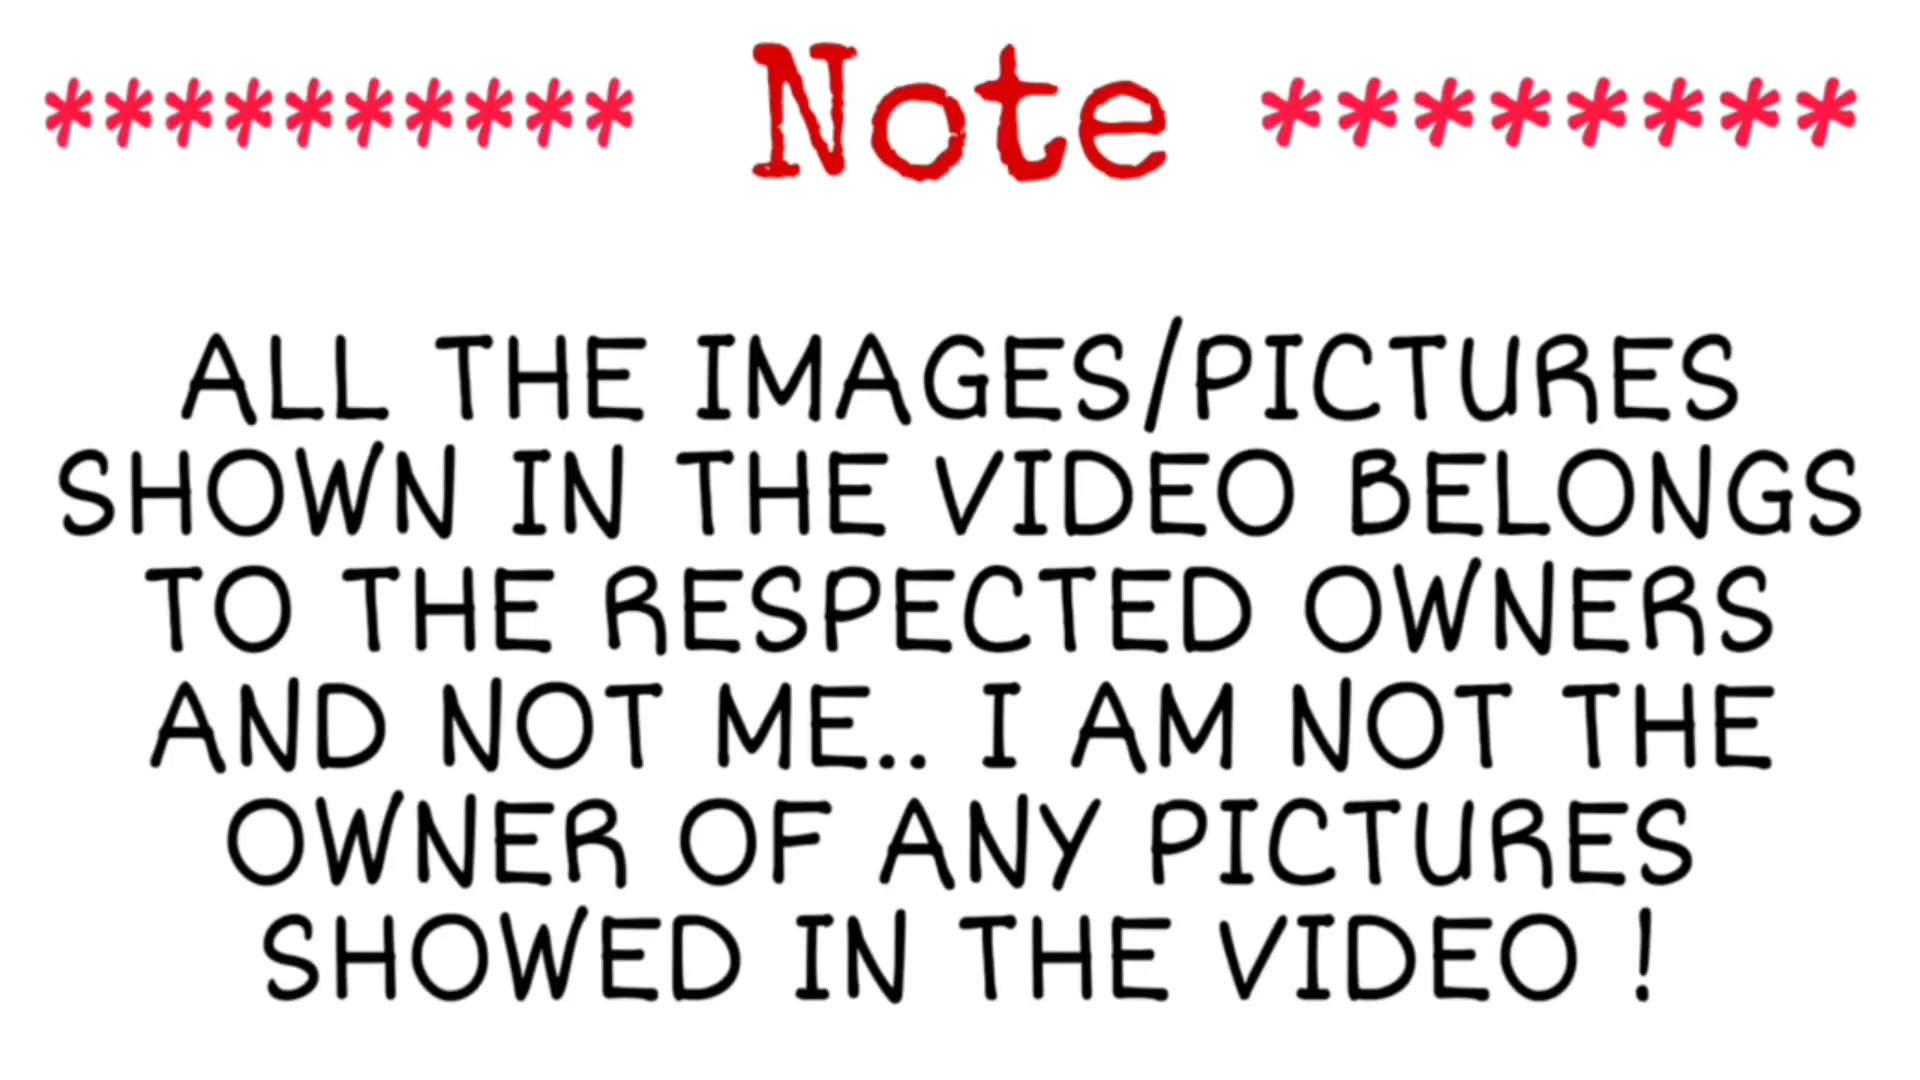 ********** Note ********
ALL THE IMAGES/PICTURES
SHOWN IN THE VIDEO BELONGS
TO THE RESPECTED OWNERS
AND NOT ME.. I AM NOT THE
OWNER OF ANY PICTURES
SHOWED IN THE VIDEO !